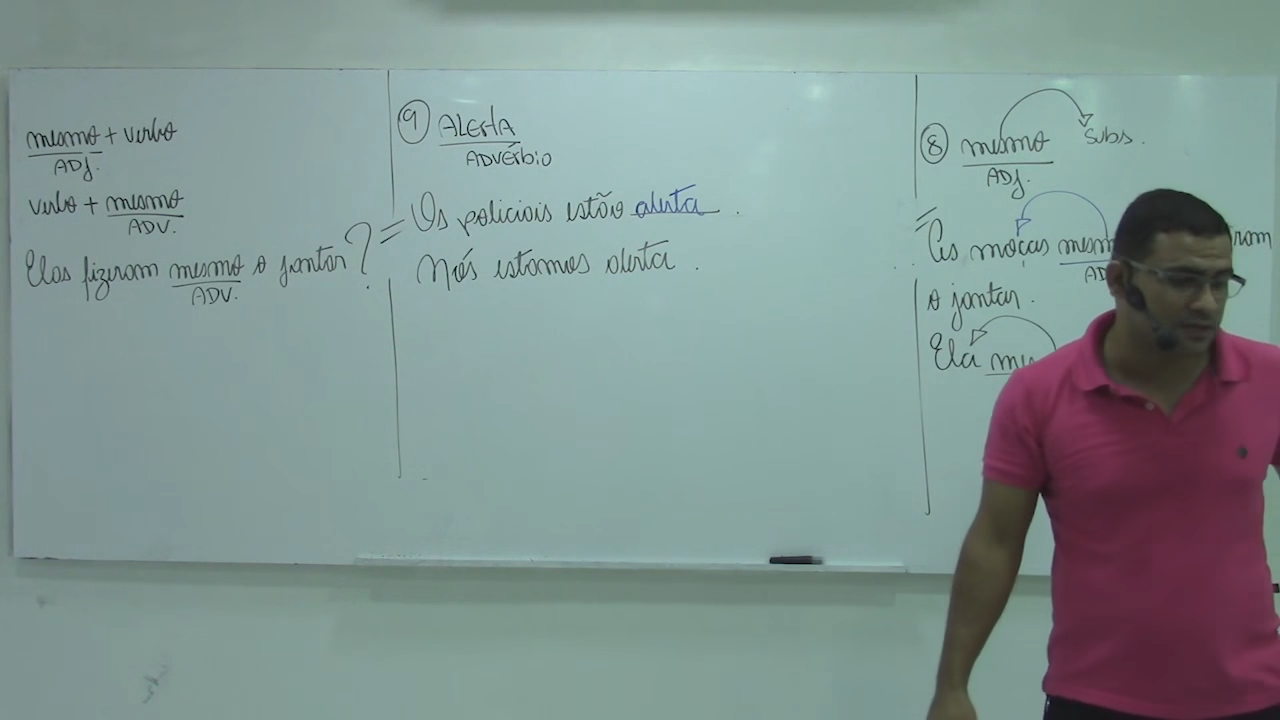 mesmo + verbo
ADJ.
verbo + mesmo
ADV.
Elas fizeram mesmo o jantar?
ADV.
9 ALERTA
ADVÉRBIO
Os policiais estão alerta.
Nós estamos alerta.
8 mesmo Subs.
ADJ.
As moças
o jantar.
Ela